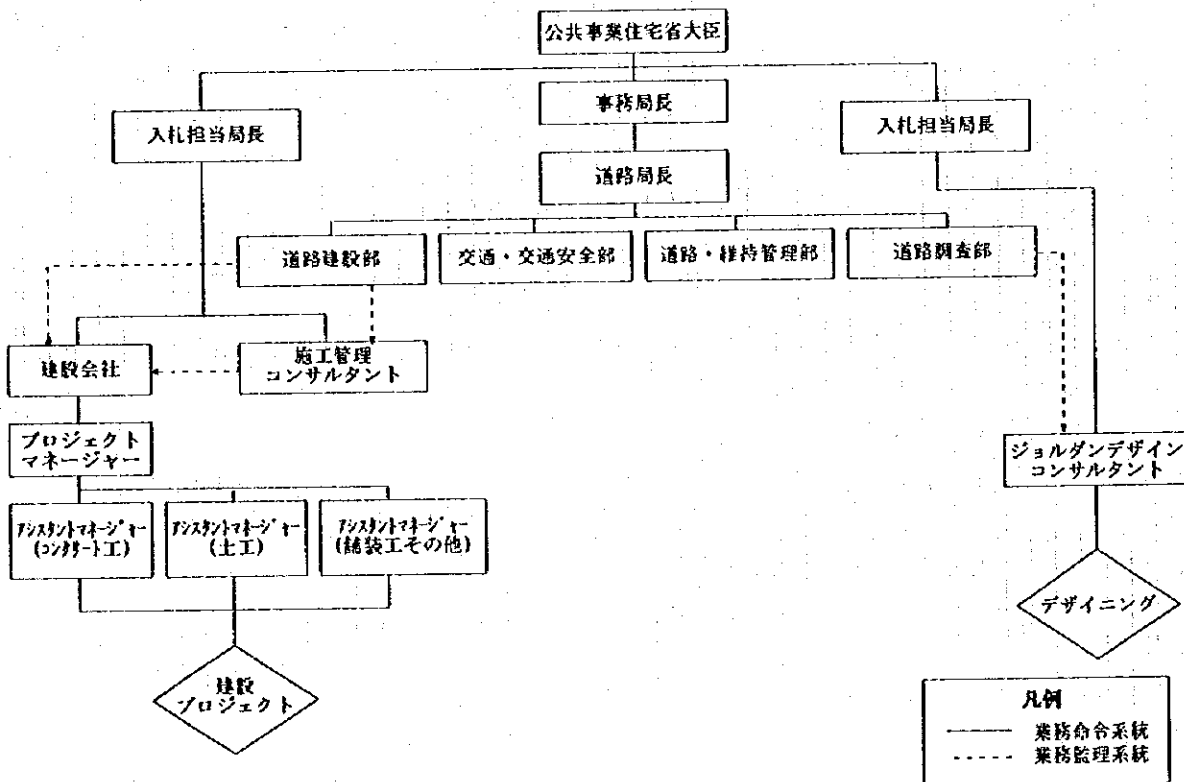 公共事業住宅省大臣
事務局長
入札担当局長
入札担当局長
道路局長
道路建設部
交通・交通安全部
道路・維持管理部
道路調査部
建設会社
施工管理
コンサルタント
プロジェクト
マネージャー
ジョルダンデザイン
コンサルタント
アシスタントマネージャー
(コンクリート工)
アシスタントマネージャー
(土工)
アシスタントマネージャー
(舗装工その他)
デザイニング
建設
プロジェクト
凡例
業務命令系統
業務監理系統